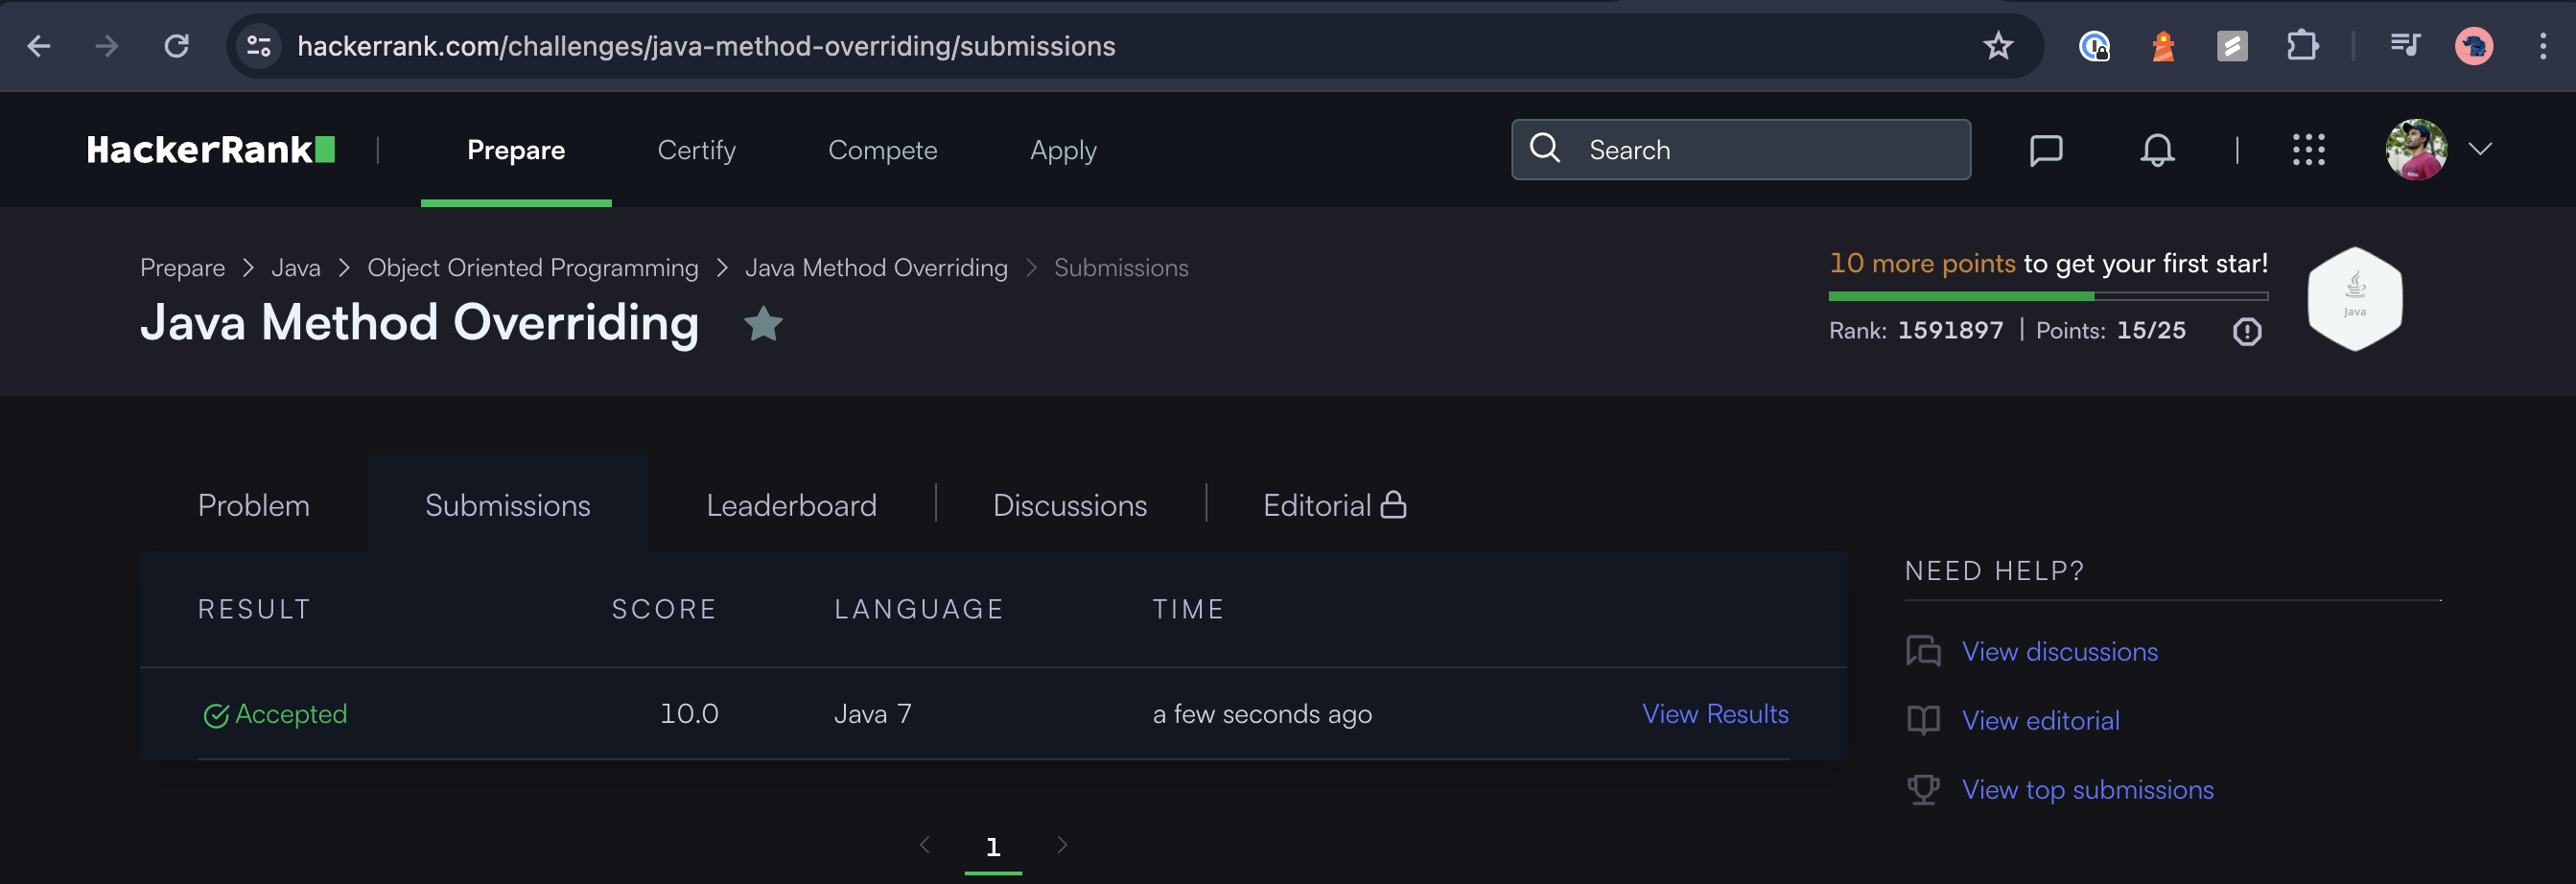 hackerrank.com/challenges/java-method-overriding/submissions
HackerRank Prepare Certify Compete Apply Search
Prepare > Java > Object Oriented Programming > Java Method Overriding > Submissions
Java Method Overriding
10 more points to get your first star!
Rank: 1591897 | Points: 15/25
Java
Problem Submissions Leaderboard Discussions Editorial
RESULT SCORE LANGUAGE TIME
Accepted 10.0 Java 7 a few seconds ago View Results
1
NEED HELP?
View discussions
View editorial
View top submissions